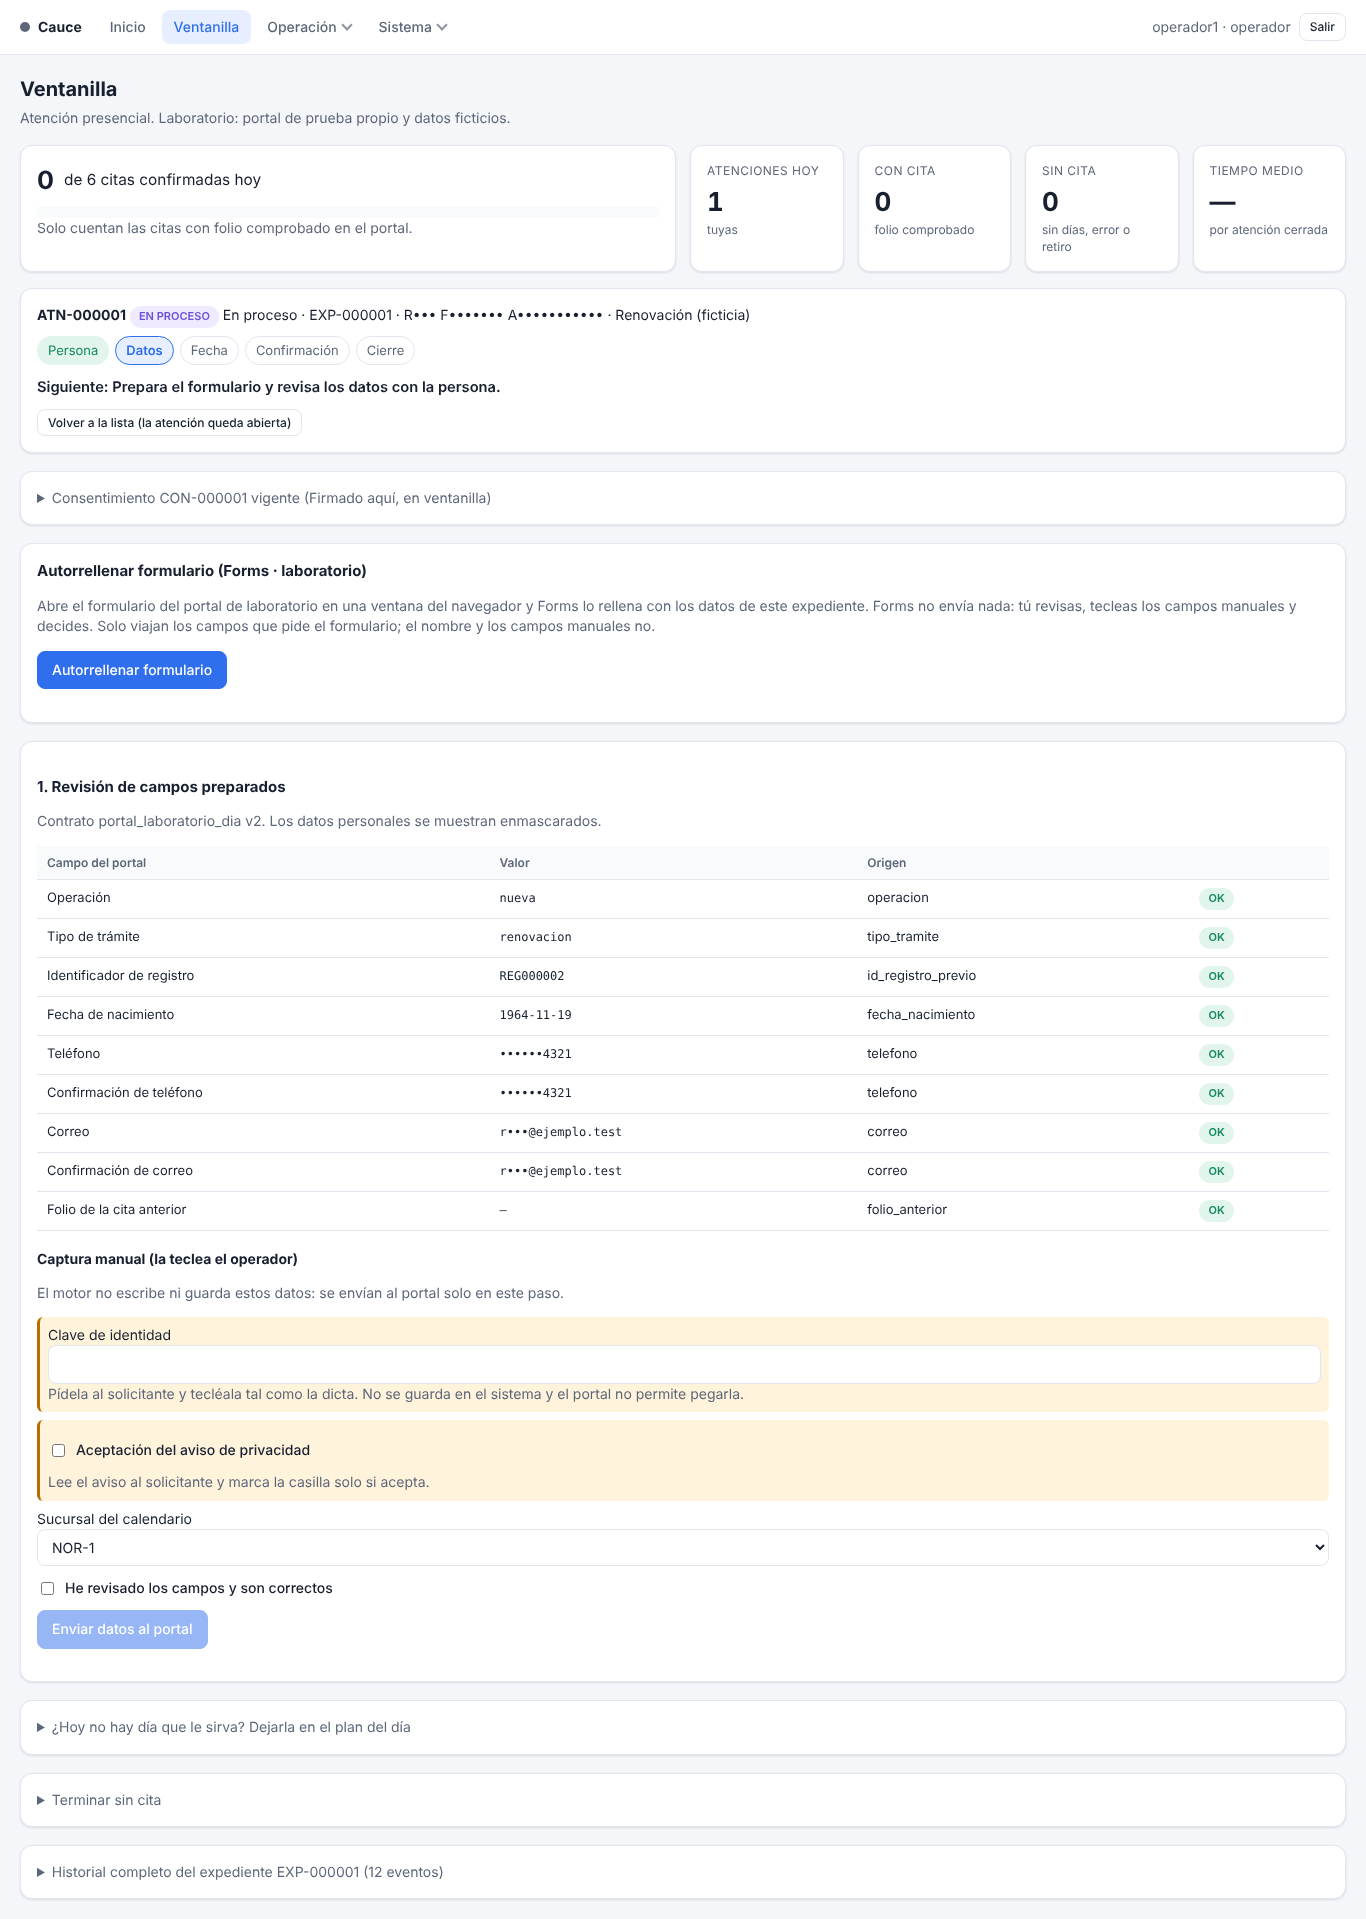 Cauce Inicio Ventanilla Operación Sistema operador1 · operador Salir
Ventanilla
Atención presencial. Laboratorio: portal de prueba propio y datos ficticios.
0 de 6 citas confirmadas hoy
Solo cuentan las citas con folio comprobado en el portal.
ATENCIONES HOY
1
tuyas
CON CITA
0
folio comprobado
SIN CITA
0
sin días, error o
retiro
TIEMPO MEDIO
—
por atención cerrada
ATN-000001 EN PROCESO En proceso · EXP-000001 · R••• F••••••• A••••••••••• · Renovación (ficticia)
Persona Datos Fecha Confirmación Cierre
Siguiente: Prepara el formulario y revisa los datos con la persona.
Volver a la lista (la atención queda abierta)
Consentimiento CON-000001 vigente (Firmado aquí, en ventanilla)
Autorrellenar formulario (Forms · laboratorio)
Abre el formulario del portal de laboratorio en una ventana del navegador y Forms lo rellena con los datos de este expediente. Forms no envía nada: tú revisas, tecleas los campos manuales y
decides. Solo viajan los campos que pide el formulario; el nombre y los campos manuales no.
Autorrellenar formulario
1. Revisión de campos preparados
Contrato portal_laboratorio_dia v2. Los datos personales se muestran enmascarados.
Campo del portal Valor Origen
Operación nueva operacion OK
Tipo de trámite renovacion tipo_tramite OK
Identificador de registro REG000002 id_registro_previo OK
Fecha de nacimiento 1964-11-19 fecha_nacimiento OK
Teléfono ••••••4321 telefono OK
Confirmación de teléfono ••••••4321 telefono OK
Correo r•••@ejemplo.test correo OK
Confirmación de correo r•••@ejemplo.test correo OK
Folio de la cita anterior — folio_anterior OK
Captura manual (la teclea el operador)
El motor no escribe ni guarda estos datos: se envían al portal solo en este paso.
Clave de identidad
Pídela al solicitante y tecléala tal como la dicta. No se guarda en el sistema y el portal no permite pegarla.
Aceptación del aviso de privacidad
Lee el aviso al solicitante y marca la casilla solo si acepta.
Sucursal del calendario
NOR-1
He revisado los campos y son correctos
Enviar datos al portal
¿Hoy no hay día que le sirva? Dejarla en el plan del día
Terminar sin cita
Historial completo del expediente EXP-000001 (12 eventos)